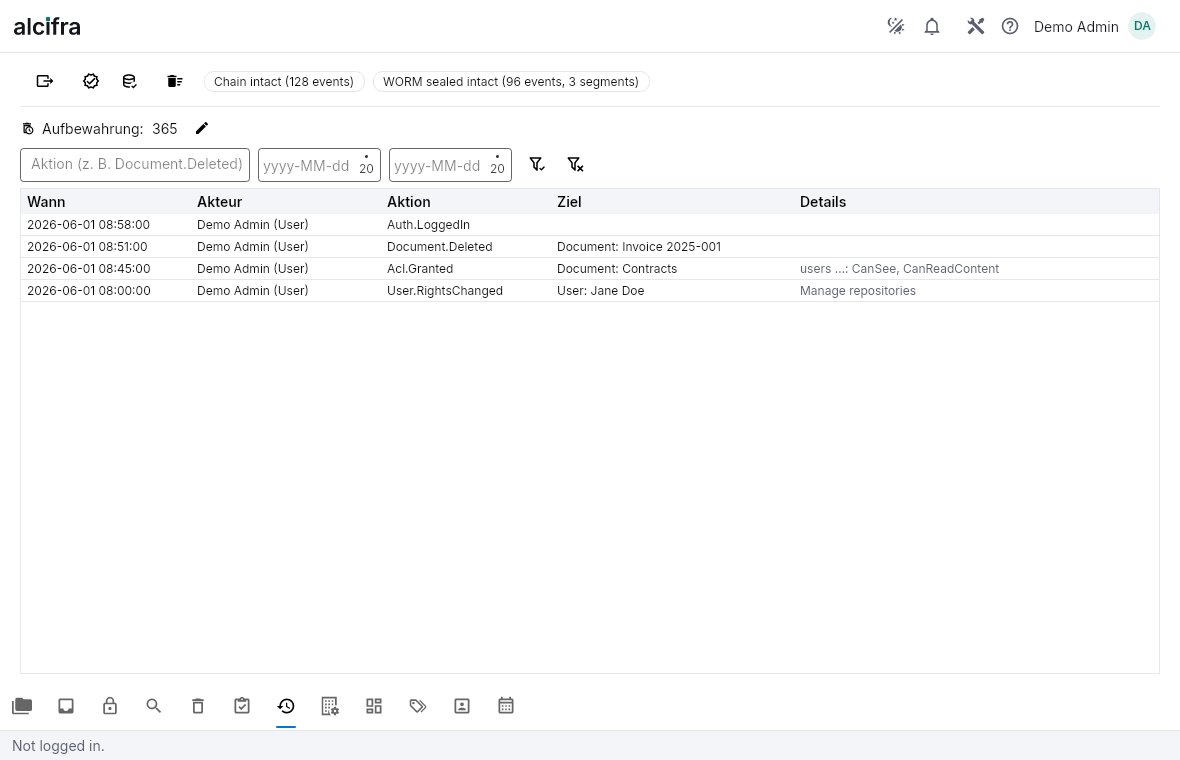 alcifra
Demo Admin DA
Chain intact (128 events) WORM sealed intact (96 events, 3 segments)
Aufbewahrung: 365
Aktion (z. B. Document.Deleted) yyyy-MM-dd 20 yyyy-MM-dd 20
Wann Akteur Aktion Ziel Details
2026-06-01 08:58:00 Demo Admin (User) Auth.LoggedIn
2026-06-01 08:51:00 Demo Admin (User) Document.Deleted Document: Invoice 2025-001
2026-06-01 08:45:00 Demo Admin (User) Acl.Granted Document: Contracts users ...: CanSee, CanReadContent
2026-06-01 08:00:00 Demo Admin (User) User.RightsChanged User: Jane Doe Manage repositories
Not logged in.